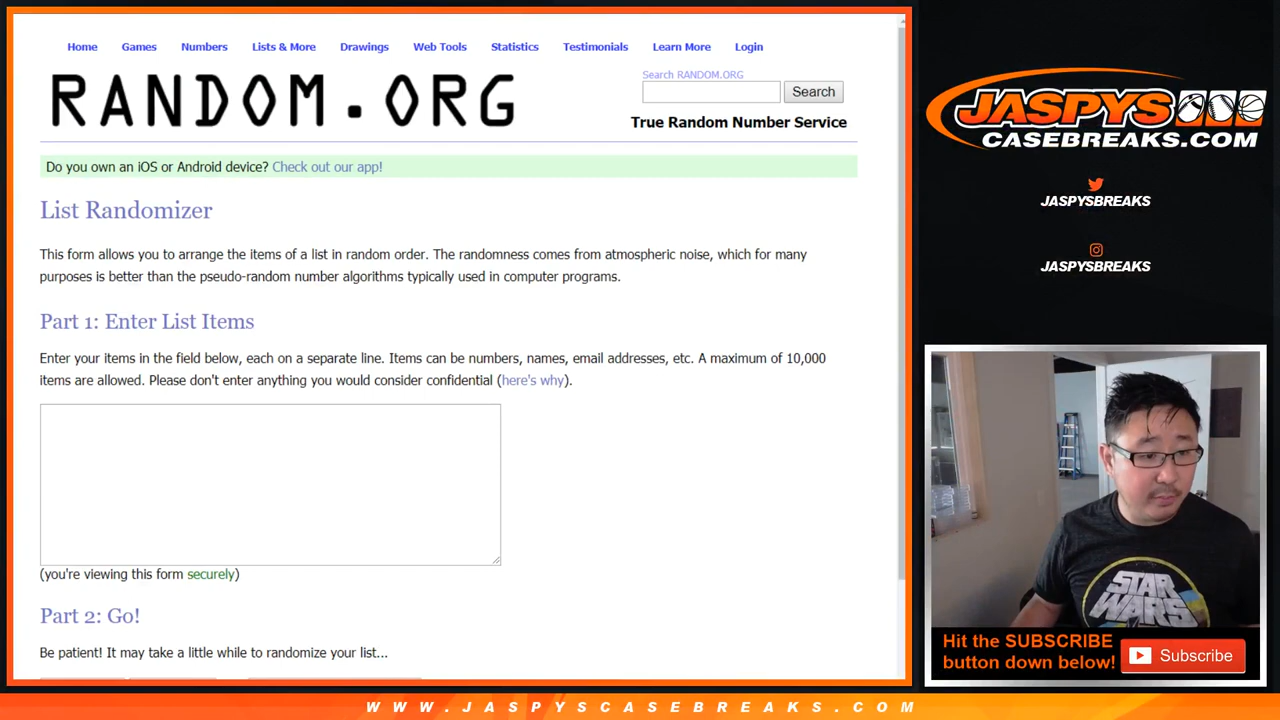 Home Games Numbers Lists & More Drawings Web Tools Statistics Testimonials Learn More Login
RANDOM.ORG
Search RANDOM.ORG
Search
True Random Number Service
Do you own an iOS or Android device? Check out our app!
List Randomizer
This form allows you to arrange the items of a list in random order. The randomness comes from atmospheric noise, which for many
purposes is better than the pseudo-random number algorithms typically used in computer programs.
Part 1: Enter List Items
Enter your items in the field below, each on a separate line. Items can be numbers, names, email addresses, etc. A maximum of 10,000
items are allowed. Please don't enter anything you would consider confidential (here's why).
(you're viewing this form securely)
Part 2: Go!
Be patient! It may take a little while to randomize your list...
JASPYS
CASEBREAKS.COM
JASPYSBREAKS
JASPYSBREAKS
STAR
WARS
Hit the SUBSCRIBE
button down below!
Subscribe
WWW.JASPYSCASEBREAKS.COM